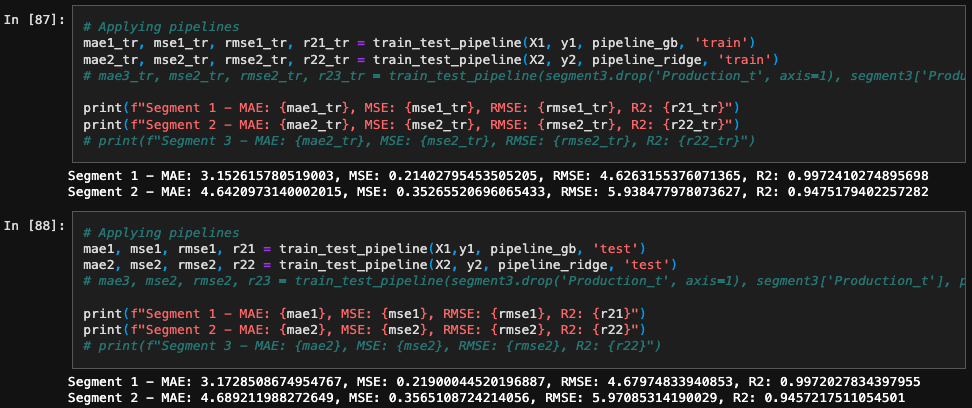 In [87]:
# Applying pipelines
mae1_tr, mse1_tr, rmse1_tr, r21_tr = train_test_pipeline(X1, y1, pipeline_gb, 'train')
mae2_tr, mse2_tr, rmse2_tr, r22_tr = train_test_pipeline(X2, y2, pipeline_ridge, 'train')
# mae3_tr, mse2_tr, rmse2_tr, r23_tr = train_test_pipeline(segment3.drop('Production_t', axis=1), segment3['Produ
print(f"Segment 1 – MAE: {mae1_tr}, MSE: {mse1_tr}, RMSE: {rmse1_tr}, R2: {r21_tr}")
print(f"Segment 2 – MAE: {mae2_tr}, MSE: {mse2_tr}, RMSE: {rmse2_tr}, R2: {r22_tr}")
# print(f"Segment 3 – MAE: {mae2_tr}, MSE: {mse2_tr}, RMSE: {rmse2_tr}, R2: {r22_tr}")
Segment 1 – MAE: 3.152615780519003, MSE: 0.21402795453505205, RMSE: 4.6263155376071365, R2: 0.9972410274895698
Segment 2 – MAE: 4.6420973140002015, MSE: 0.35265520696065433, RMSE: 5.938477978073627, R2: 0.9475179402257282
In [88]:
# Applying pipelines
mae1, mse1, rmse1, r21 = train_test_pipeline(X1,y1, pipeline_gb, 'test')
mae2, mse2, rmse2, r22 = train_test_pipeline(X2, y2, pipeline_ridge, 'test')
# mae3, mse2, rmse2, r23 = train_test_pipeline(segment3.drop('Production_t', axis=1), segment3['Production_t'], p
print(f"Segment 1 – MAE: {mae1}, MSE: {mse1}, RMSE: {rmse1}, R2: {r21}")
print(f"Segment 2 – MAE: {mae2}, MSE: {mse2}, RMSE: {rmse2}, R2: {r22}")
# print(f"Segment 3 – MAE: {mae2}, MSE: {mse2}, RMSE: {rmse2}, R2: {r22}")
Segment 1 – MAE: 3.1728508674954767, MSE: 0.21900044520196887, RMSE: 4.67974833940853, R2: 0.9972027834397955
Segment 2 – MAE: 4.689211988272649, MSE: 0.3565108724214056, RMSE: 5.97085314190029, R2: 0.9457217511054501